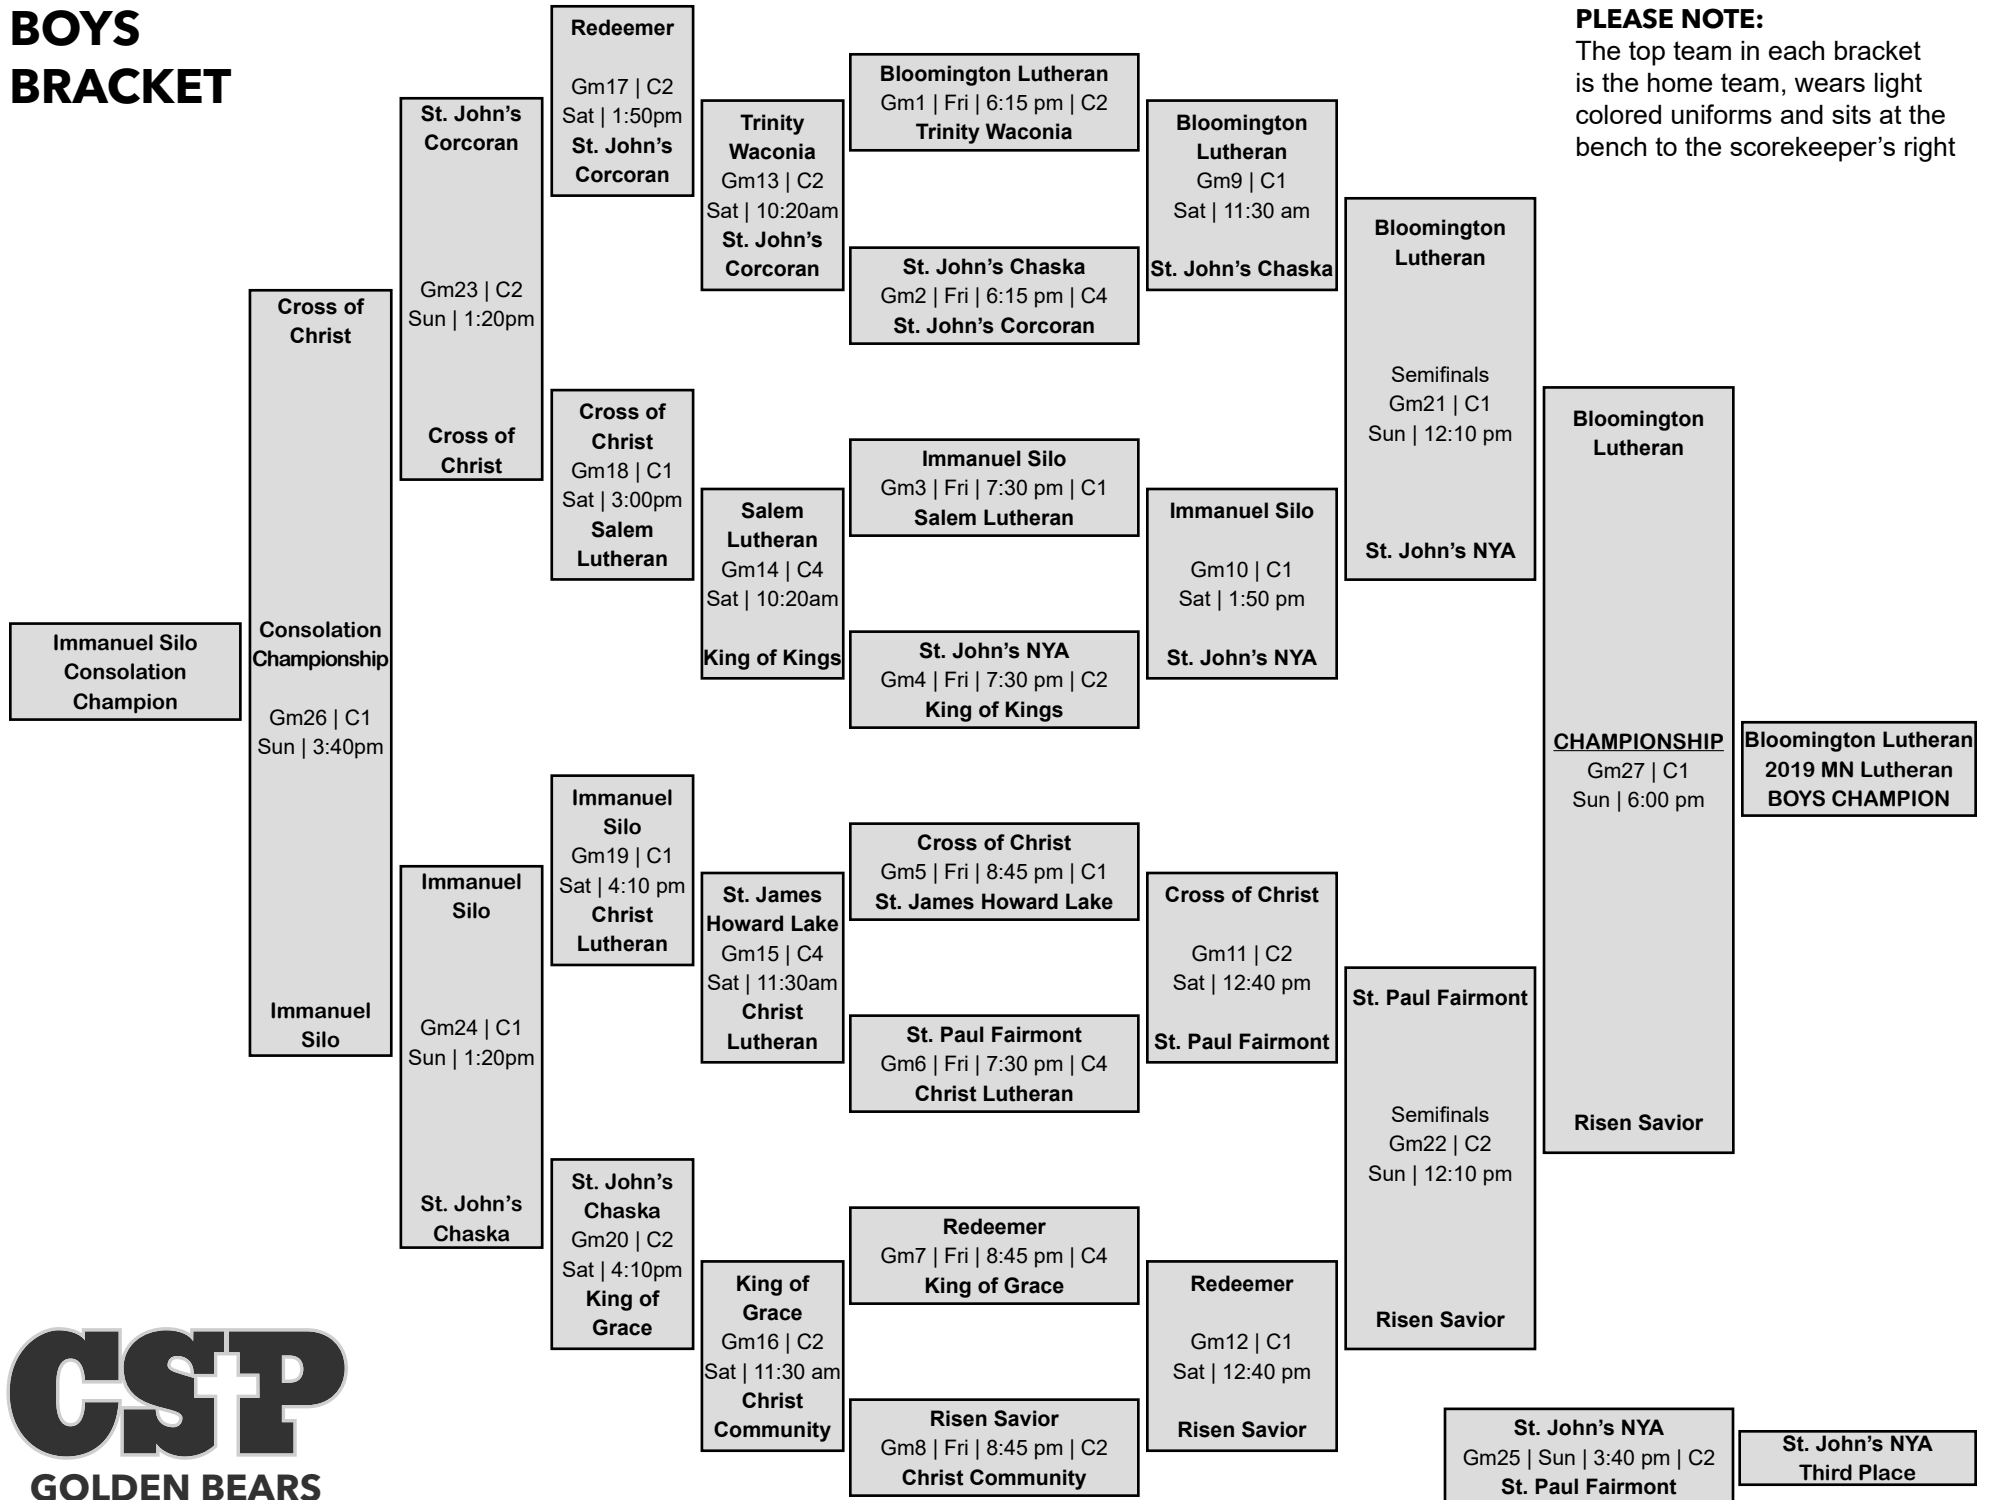 BOYS
BRACKET
PLEASE NOTE:
The top team in each bracket
is the home team, wears light
colored uniforms and sits at the
bench to the scorekeeper's right
Immanuel Silo
Consolation
Champion
Cross of
Christ
Consolation
Championship
Gm26 | C1
Sun | 3:40pm
Immanuel
Silo
St. John's
Corcoran
Gm23 | C2
Sun | 1:20pm
Cross of
Christ
Immanuel
Silo
Gm24 | C1
Sun | 1:20pm
St. John's
Chaska
Redeemer
Gm17 | C2
Sat | 1:50pm
St. John's
Corcoran
Cross of
Christ
Gm18 | C1
Sat | 3:00pm
Salem
Lutheran
Immanuel
Silo
Gm19 | C1
Sat | 4:10 pm
Christ
Lutheran
St. John's
Chaska
Gm20 | C2
Sat | 4:10pm
King of
Grace
Trinity
Waconia
Gm13 | C2
Sat | 10:20am
St. John's
Corcoran
Salem
Lutheran
Gm14 | C4
Sat | 10:20am
King of Kings
St. James
Howard Lake
Gm15 | C4
Sat | 11:30am
Christ
Lutheran
King of
Grace
Gm16 | C2
Sat | 11:30 am
Christ
Community
Bloomington Lutheran
Gm1 | Fri | 6:15 pm | C2
Trinity Waconia
St. John's Chaska
Gm2 | Fri | 6:15 pm | C4
St. John's Corcoran
Immanuel Silo
Gm3 | Fri | 7:30 pm | C1
Salem Lutheran
St. John's NYA
Gm4 | Fri | 7:30 pm | C2
King of Kings
Cross of Christ
Gm5 | Fri | 8:45 pm | C1
St. James Howard Lake
St. Paul Fairmont
Gm6 | Fri | 7:30 pm | C4
Christ Lutheran
Redeemer
Gm7 | Fri | 8:45 pm | C4
King of Grace
Risen Savior
Gm8 | Fri | 8:45 pm | C2
Christ Community
Bloomington
Lutheran
Gm9 | C1
Sat | 11:30 am
St. John's Chaska
Immanuel Silo
Gm10 | C1
Sat | 1:50 pm
St. John's NYA
Cross of Christ
Gm11 | C2
Sat | 12:40 pm
St. Paul Fairmont
Redeemer
Gm12 | C1
Sat | 12:40 pm
Risen Savior
Bloomington
Lutheran
Semifinals
Gm21 | C1
Sun | 12:10 pm
St. John's NYA
St. Paul Fairmont
Semifinals
Gm22 | C2
Sun | 12:10 pm
Risen Savior
Bloomington
Lutheran
CHAMPIONSHIP
Gm27 | C1
Sun | 6:00 pm
Risen Savior
Bloomington Lutheran
2019 MN Lutheran
BOYS CHAMPION
St. John's NYA
Gm25 | Sun | 3:40 pm | C2
St. Paul Fairmont
St. John's NYA
Third Place
CSP
GOLDEN BEARS